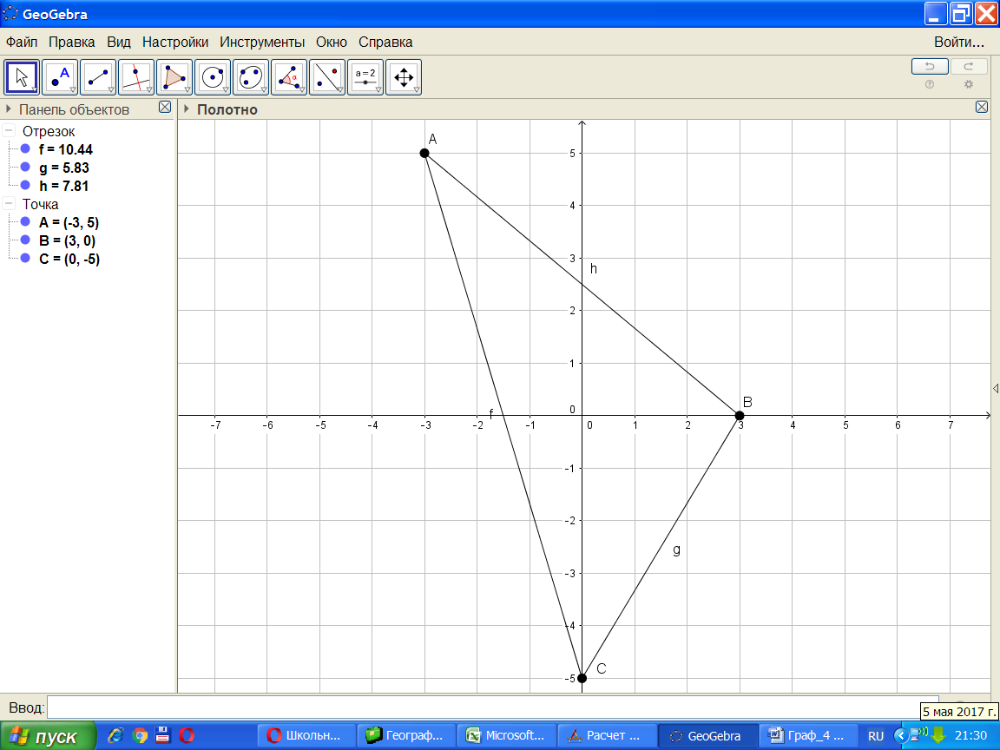 GeoGebra
Файл Правка Вид Настройки Инструменты Окно Справка Войти...
A α a = 2
Панель объектов Полотно
Отрезок
f = 10.44
g = 5.83
h = 7.81
Точка
A = (-3, 5)
B = (3, 0)
C = (0, -5)
A
5
4
3
h
2
1
0
B
f
-7 -6 -5 -4 -3 -2 -1 0 1 2 3 4 5 6 7
-1
-2
g
-3
-4
C
-5
Ввод:
5 мая 2017 г.
пуск Школьн... Географ... Microsoft... Расчет ... GeoGebra Граф_4 ... RU 21:30